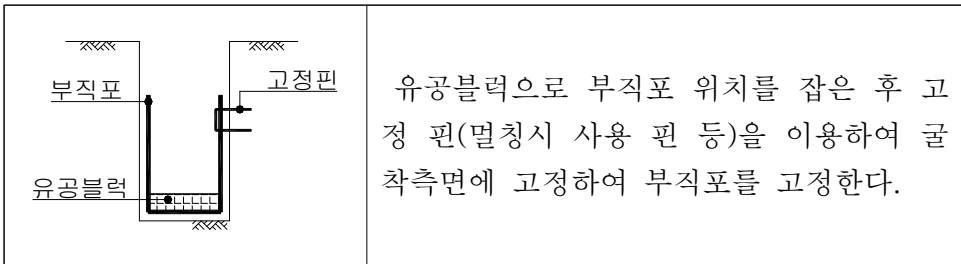 부직포
고정핀
유공블럭
유공블럭으로 부직포 위치를 잡은 후 고
정 핀(멀칭시 사용 핀 등)을 이용하여 굴
착측면에 고정하여 부직포를 고정한다.